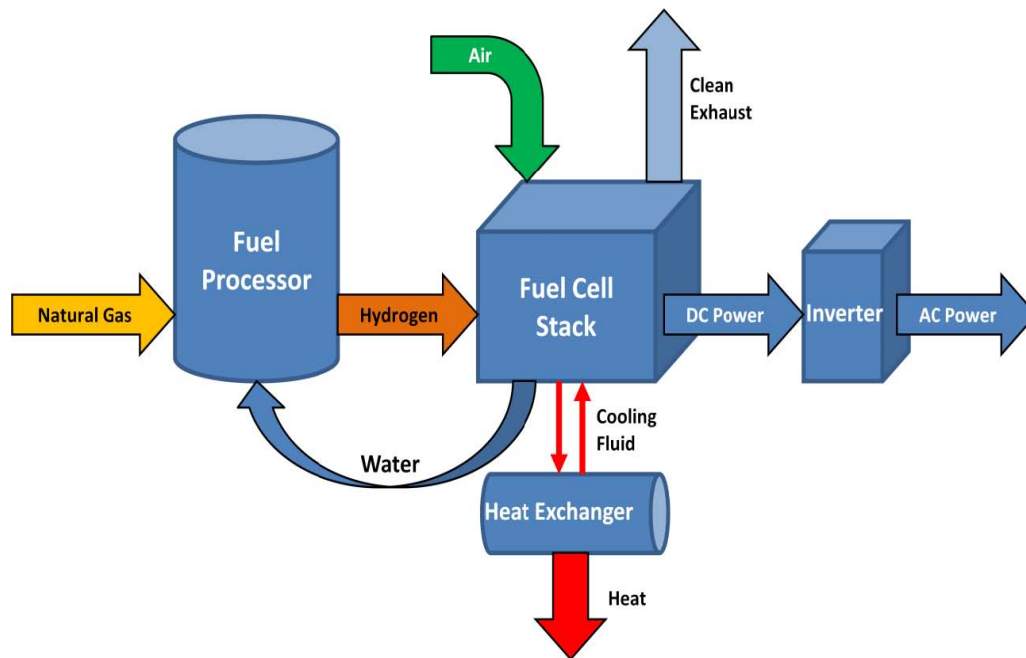 Air
Clean
Exhaust
Fuel
Processor
Natural Gas
Hydrogen
Fuel Cell
Stack
DC Power
Inverter
AC Power
Cooling
Fluid
Water
Heat Exchanger
Heat